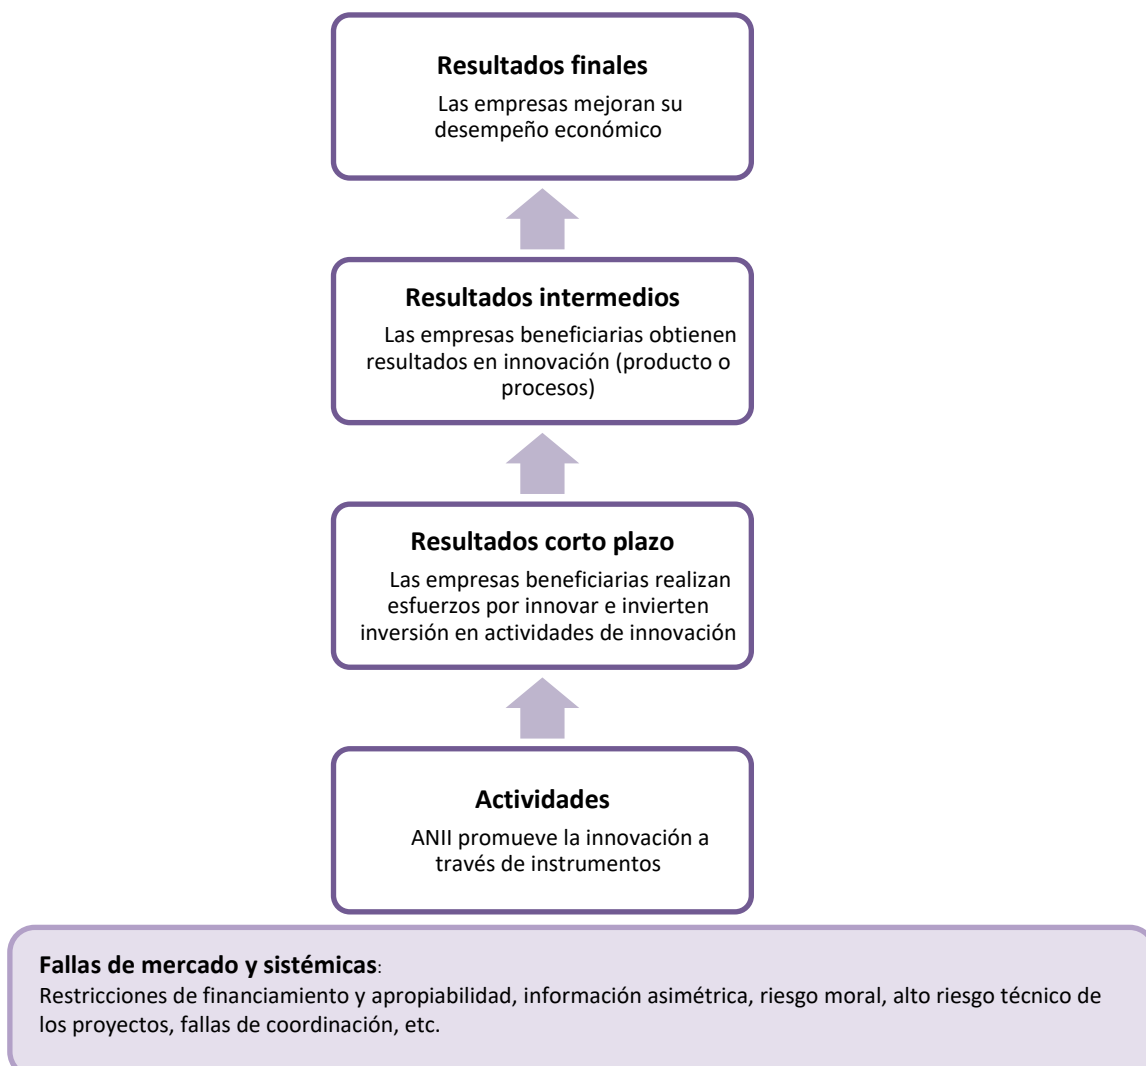 Resultados finales
Las empresas mejoran su
desempeño económico
Resultados intermedios
Las empresas beneficiarias obtienen
resultados en innovación (producto o
procesos)
Resultados corto plazo
Las empresas beneficiarias realizan
esfuerzos por innovar e invierten
inversión en actividades de innovación
Actividades
ANII promueve la innovación a
través de instrumentos
Fallas de mercado y sistémicas:
Restricciones de financiamiento y apropiabilidad, información asimétrica, riesgo moral, alto riesgo técnico de
los proyectos, fallas de coordinación, etc.